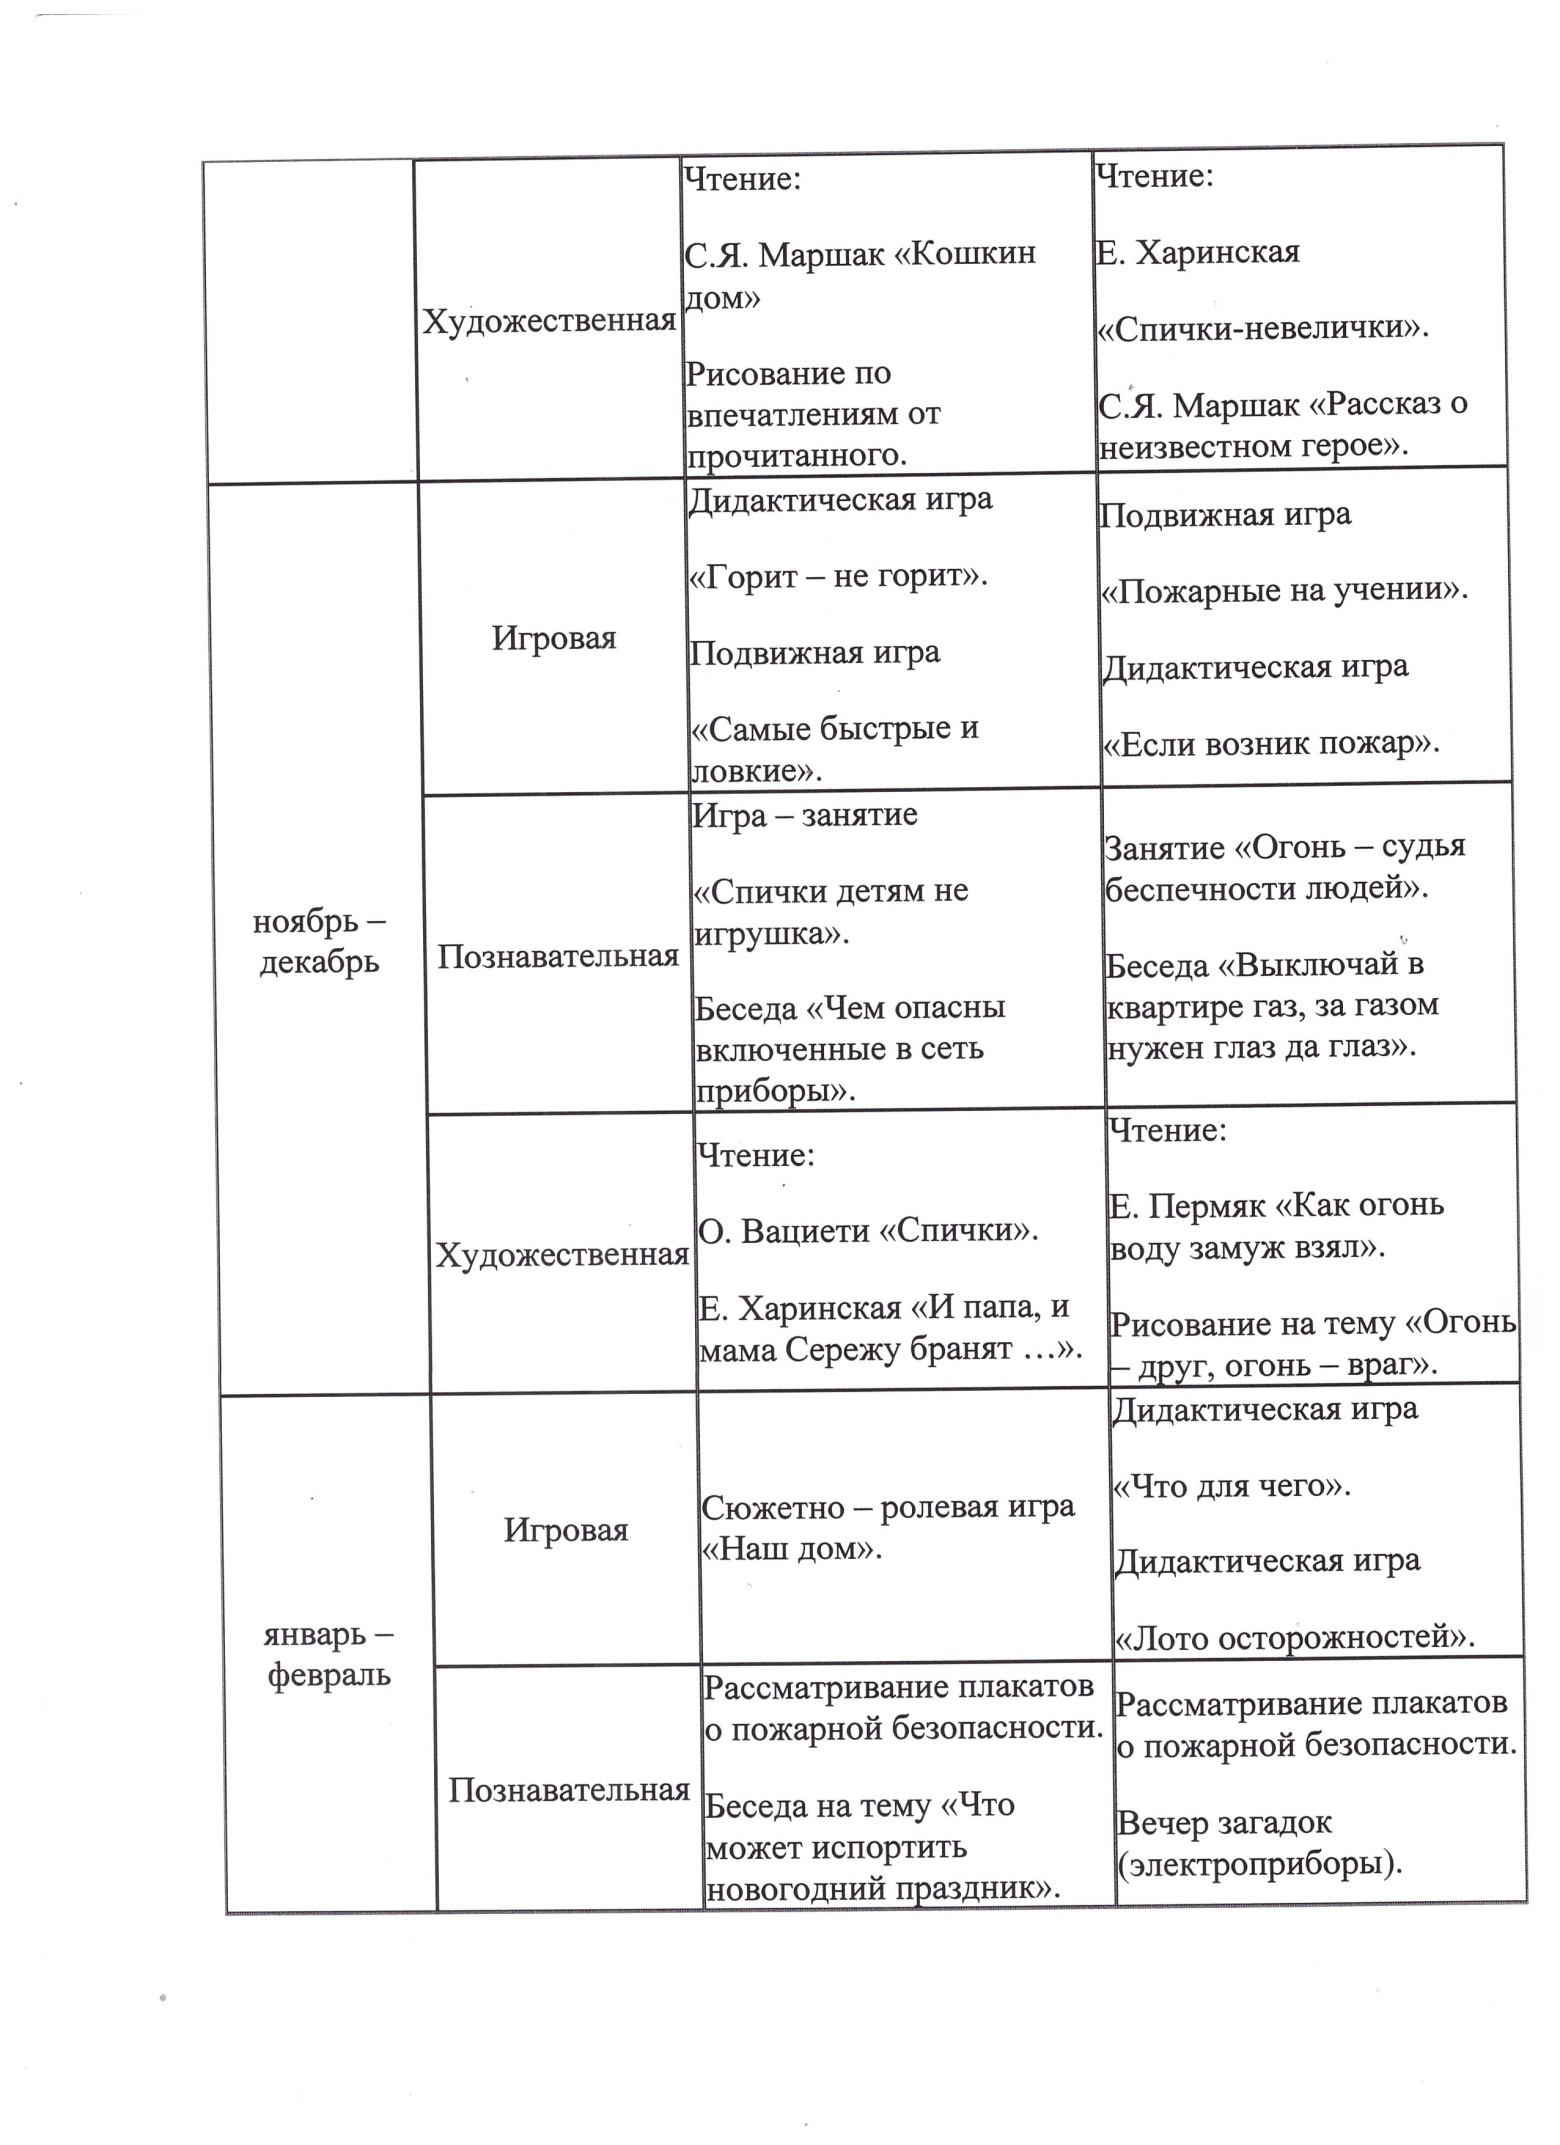 Художественная
Чтение:
С.Я. Маршак «Кошкин
дом»
Рисование по
впечатлениям от
прочитанного.
Чтение:
Е. Харинская
«Спички-невелички».
С.Я. Маршак «Рассказ о
неизвестном герое».
ноябрь –
декабрь
Игровая
Дидактическая игра
«Горит – не горит».
Подвижная игра
«Самые быстрые и
ловкие».
Подвижная игра
«Пожарные на учении».
Дидактическая игра
«Если возник пожар».
Познавательная
Игра – занятие
«Спички детям не
игрушка».
Беседа «Чем опасны
включенные в сеть
приборы».
Занятие «Огонь – судья
беспечности людей».
Беседа «Выключай в
квартире газ, за газом
нужен глаз да глаз».
Художественная
Чтение:
О. Вациети «Спички».
Е. Харинская «И папа, и
мама Сережу бранят …».
Чтение:
Е. Пермяк «Как огонь
воду замуж взял».
Рисование на тему «Огонь
– друг, огонь – враг».
январь –
февраль
Игровая
Сюжетно – ролевая игра
«Наш дом».
Дидактическая игра
«Что для чего».
Дидактическая игра
«Лото осторожностей».
Познавательная
Рассматривание плакатов
о пожарной безопасности.
Беседа на тему «Что
может испортить
новогодний праздник».
Рассматривание плакатов
о пожарной безопасности.
Вечер загадок
(электроприборы).